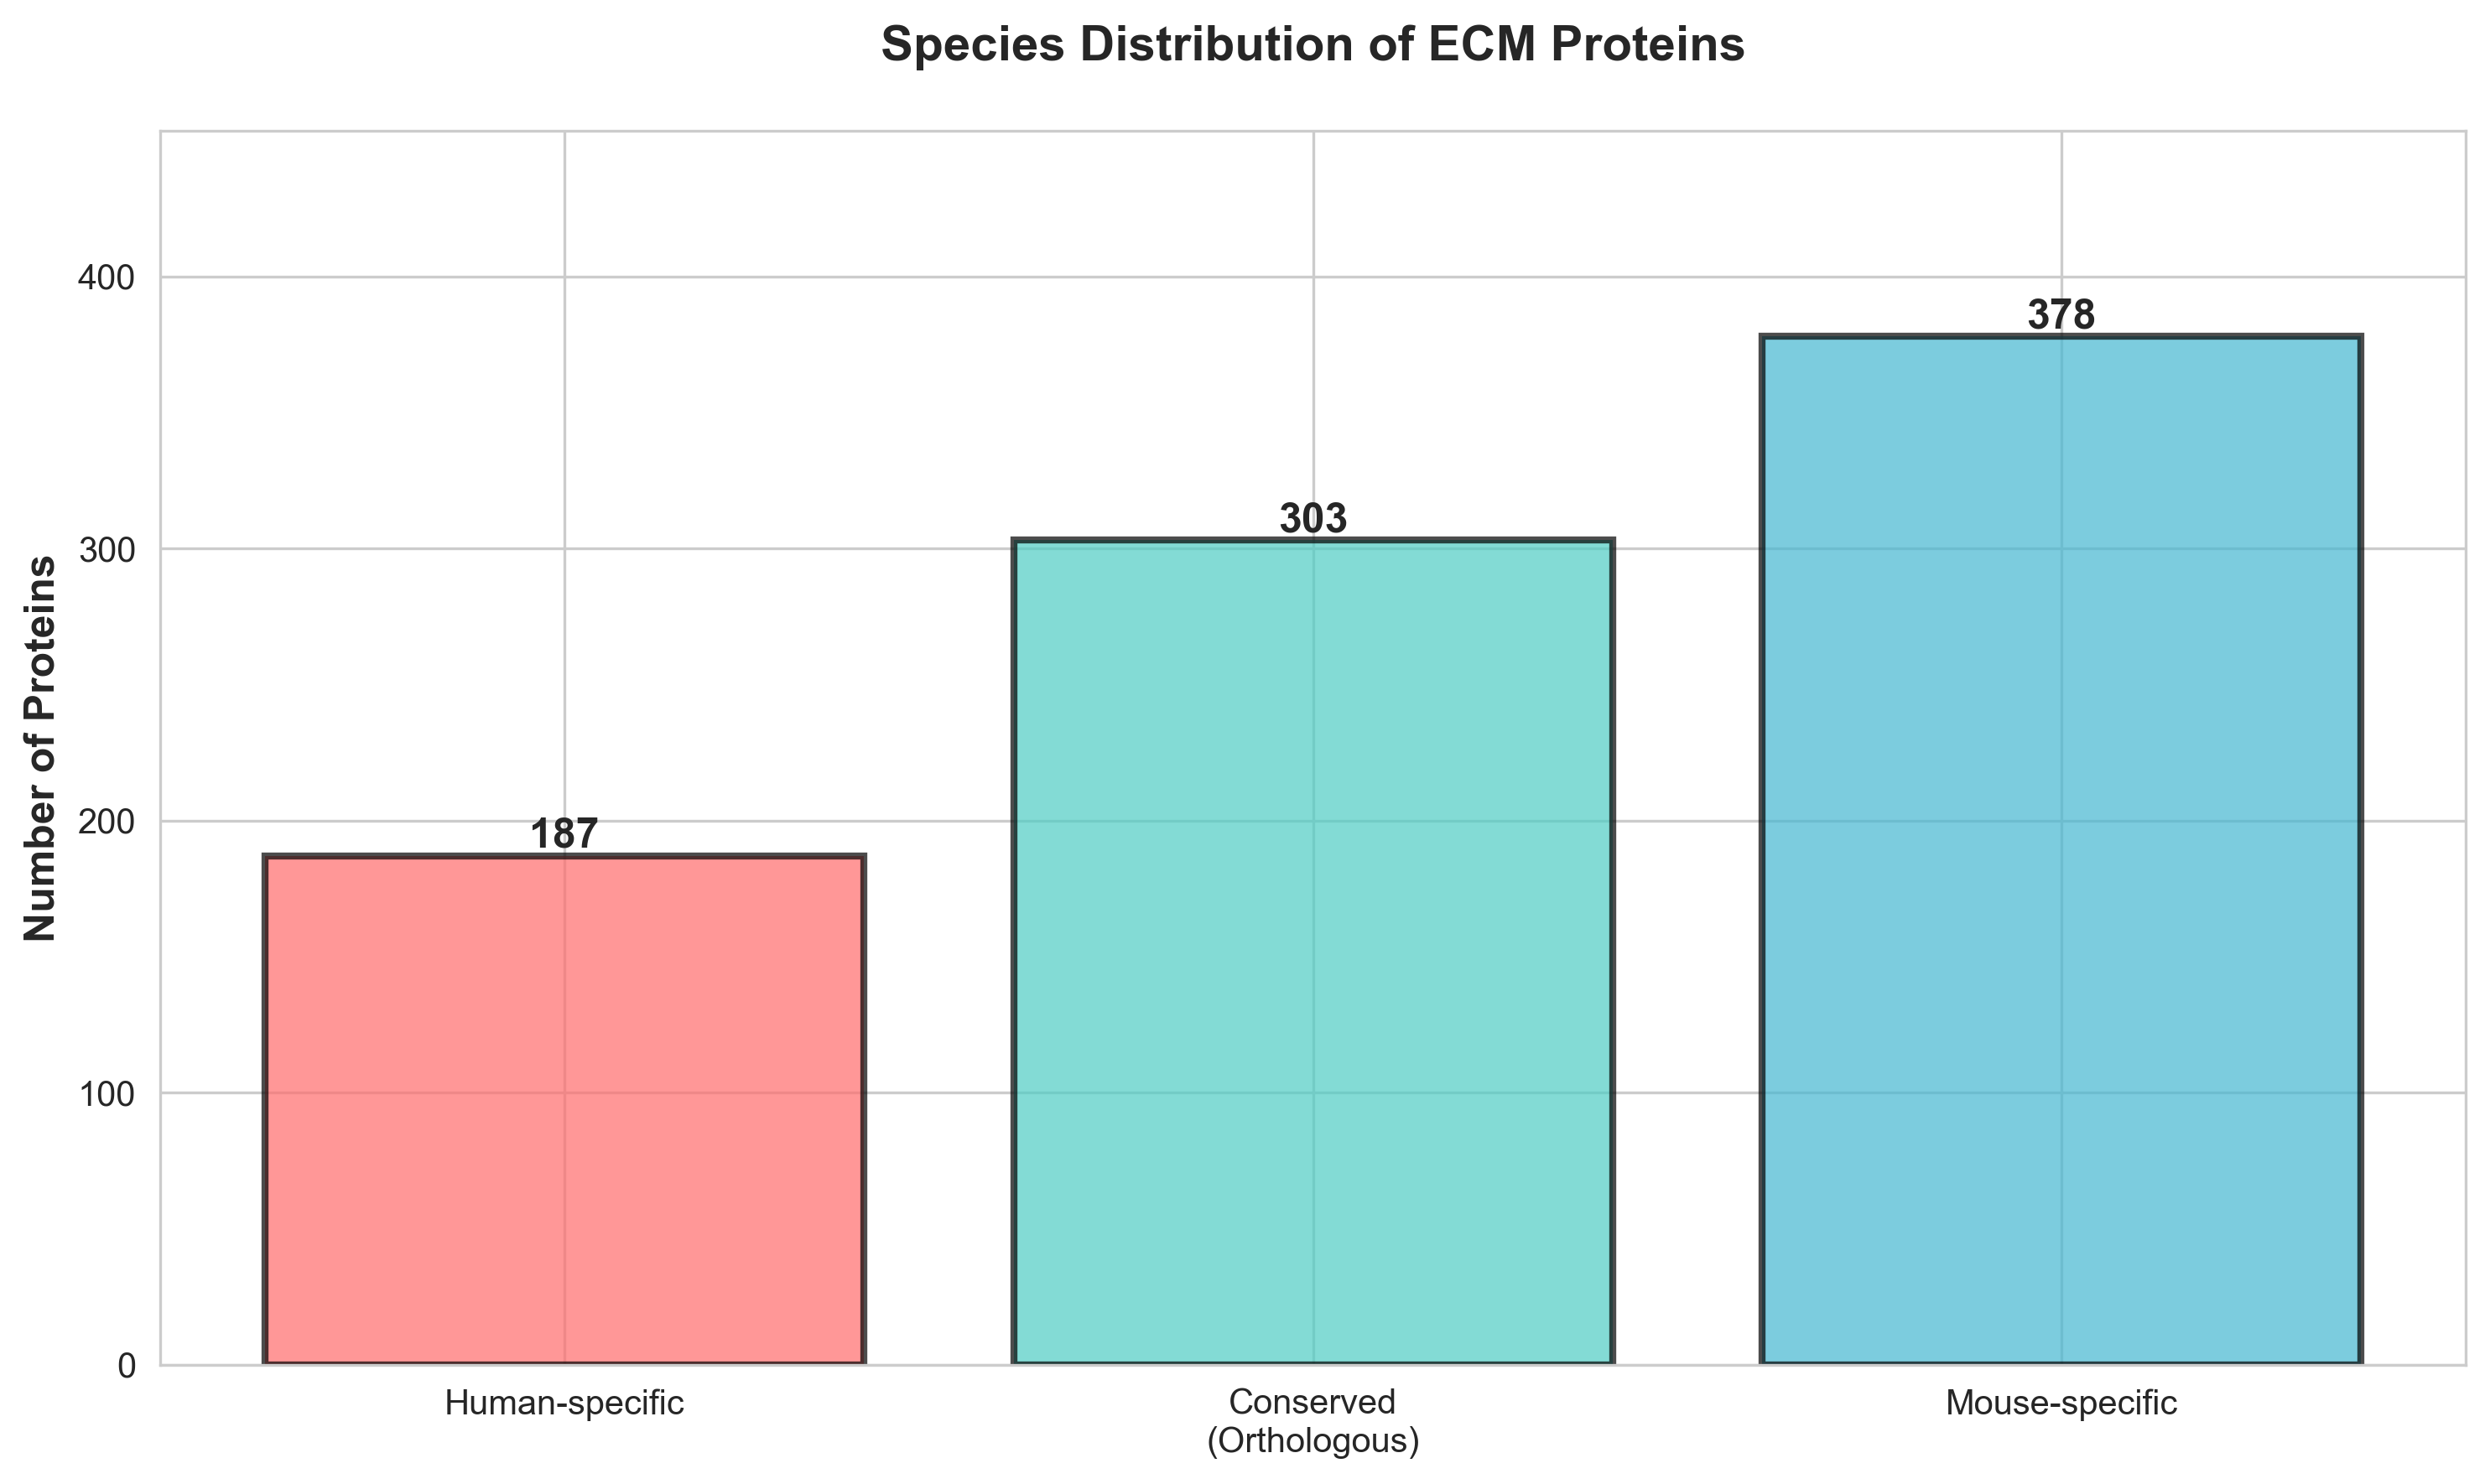 Species Distribution of ECM Proteins
Number of Proteins
400
300
200
100
0
187
303
378
Human-specific
Conserved
(Orthologous)
Mouse-specific